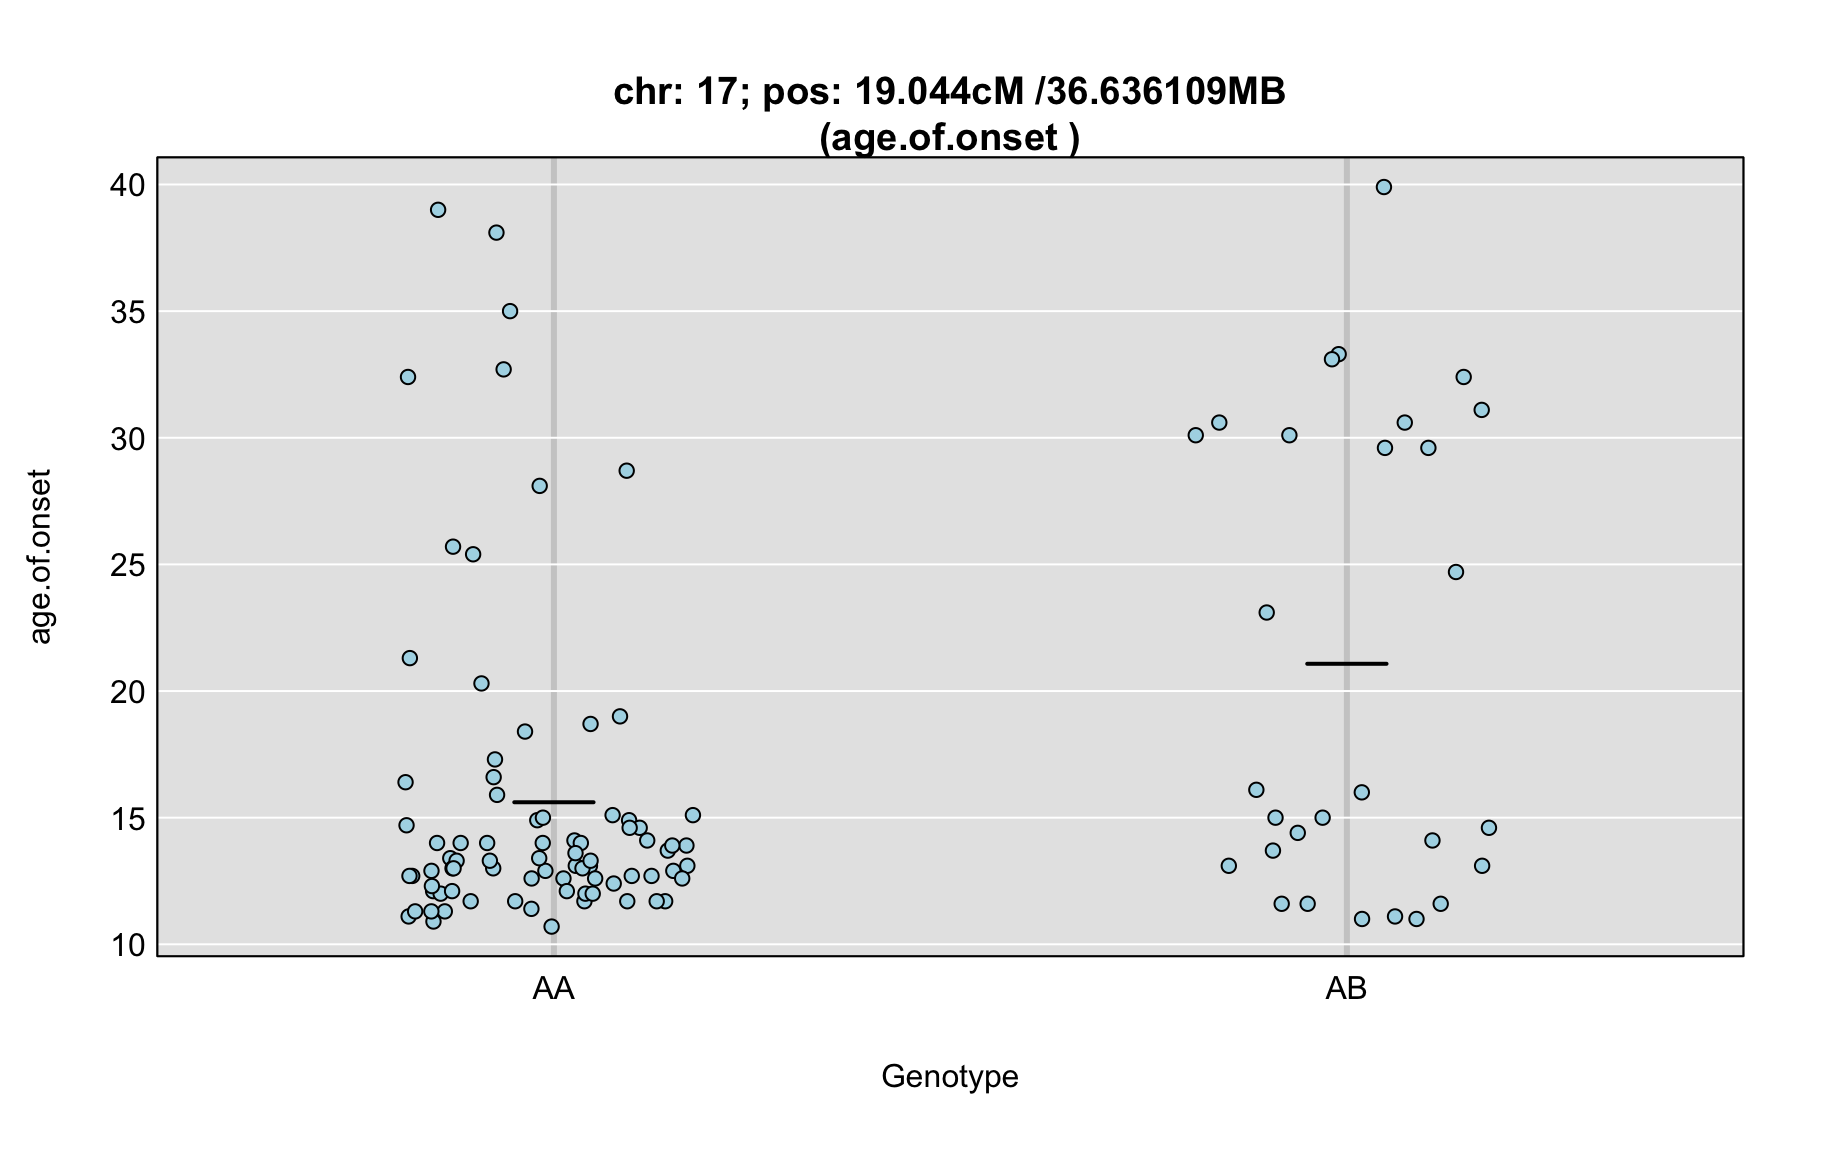 chr: 17; pos: 19.044cM /36.636109MB
(age.of.onset )
40
35
30
25
20
15
10
age.of.onset
AA
AB
Genotype